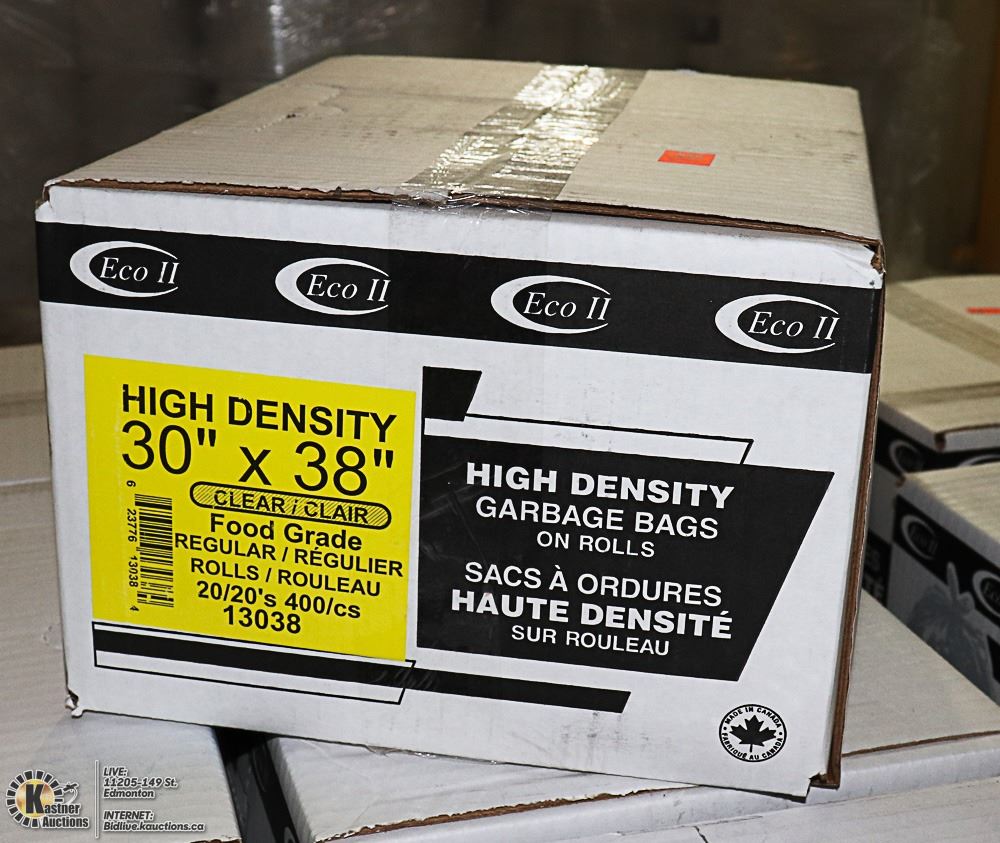 Eco II Eco II Eco II Eco II
HIGH DENSITY
30" x 38"
CLEAR / CLAIR
Food Grade
REGULAR / RÉGULIER
ROLLS / ROULEAU
20/20's 400/cs
13038
6 23776 13038 4
HIGH DENSITY
GARBAGE BAGS
ON ROLLS
SACS À ORDURES
HAUTE DENSITÉ
SUR ROULEAU
MADE IN CANADA
FABRIQUÉ AU CANADA
Eco II
Kastner
Auctions
LIVE:
11205-149 St.
Edmonton
INTERNET:
Bidlive.kauctions.ca